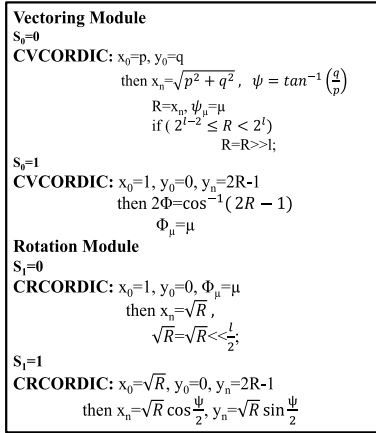 Vectoring Module
S₀=0
CVCORDIC: x₀=p, y₀=q
then xₙ=√(p² + q²) , ψ = tan⁻¹ (q/p)
R=xₙ, ψ_μ=μ
if ( 2^(l−2) ≤ R < 2^l)
R=R>>l;
S₀=1
CVCORDIC: x₀=1, y₀=0, yₙ=2R-1
then 2Φ=cos⁻¹( 2R − 1)
Φ_μ=μ
Rotation Module
S₁=0
CRCORDIC: x₀=1, y₀=0, Φ_μ=μ
then xₙ=√R ,
√R=√R<<l/2;
S₁=1
CRCORDIC: x₀=√R, y₀=0, yₙ=2R-1
then xₙ=√R cos ψ/2, yₙ=√R sin ψ/2